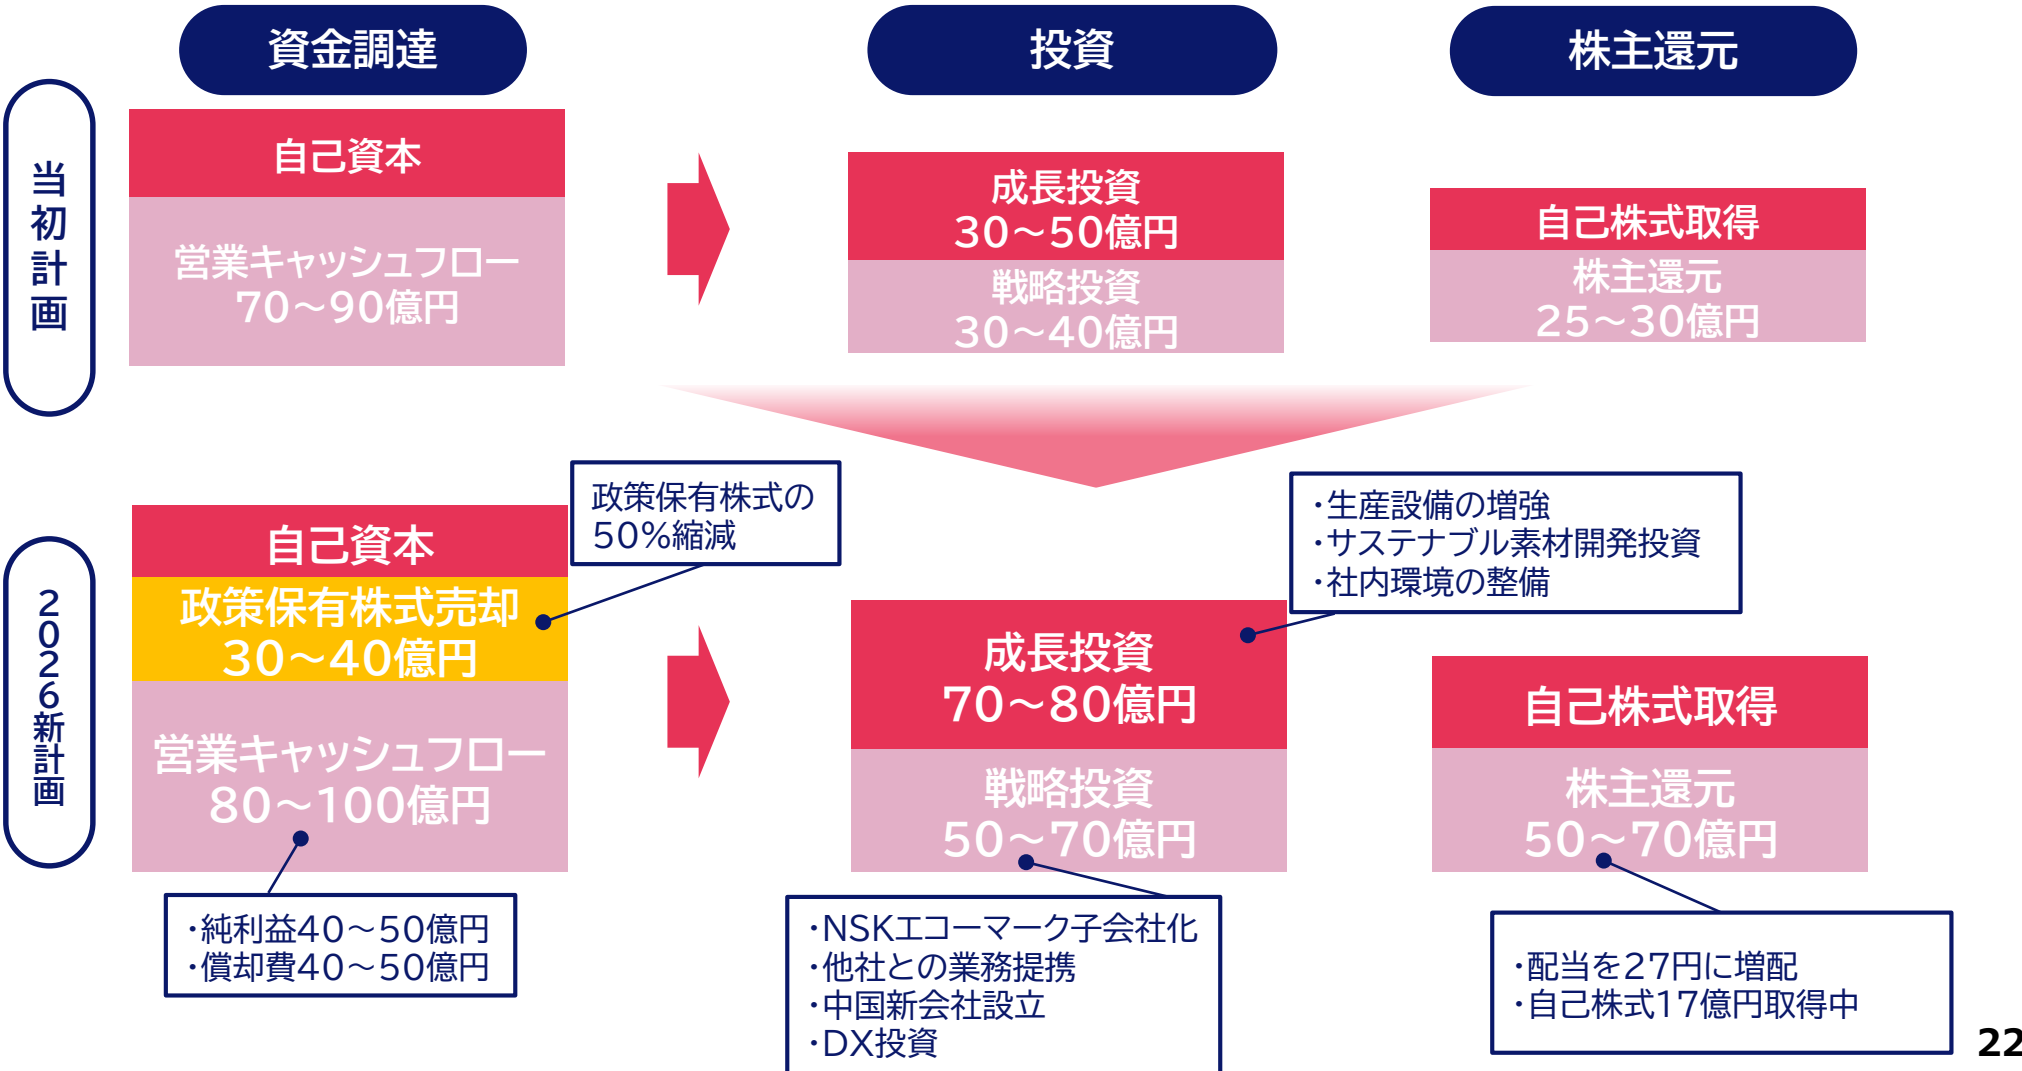 資金調達
投資
株主還元
当初計画
自己資本
営業キャッシュフロー
70～90億円
成長投資
30～50億円
戦略投資
30～40億円
自己株式取得
株主還元
25～30億円
2026新計画
自己資本
政策保有株式売却
30～40億円
営業キャッシュフロー
80～100億円
政策保有株式の
50%縮減
・純利益40～50億円
・償却費40～50億円
成長投資
70～80億円
戦略投資
50～70億円
・生産設備の増強
・サステナブル素材開発投資
・社内環境の整備
・NSKエコーマーク子会社化
・他社との業務提携
・中国新会社設立
・DX投資
自己株式取得
株主還元
50～70億円
・配当を27円に増配
・自己株式17億円取得中
22